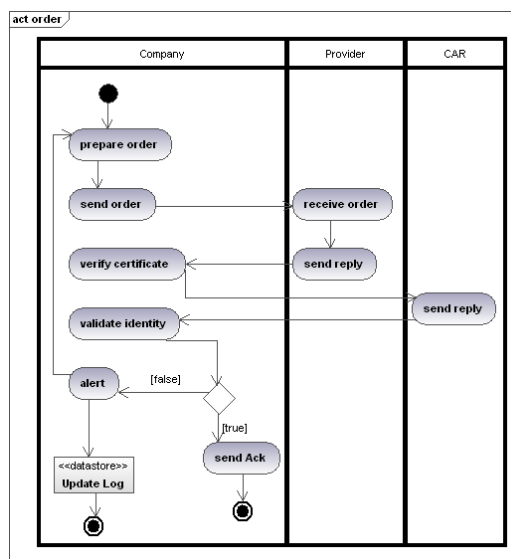 act order
Company Provider CAR
prepare order
send order
receive order
verify certificate
send reply
validate identity
send reply
alert
[false]
[true]
send Ack
<<datastore>>
Update Log